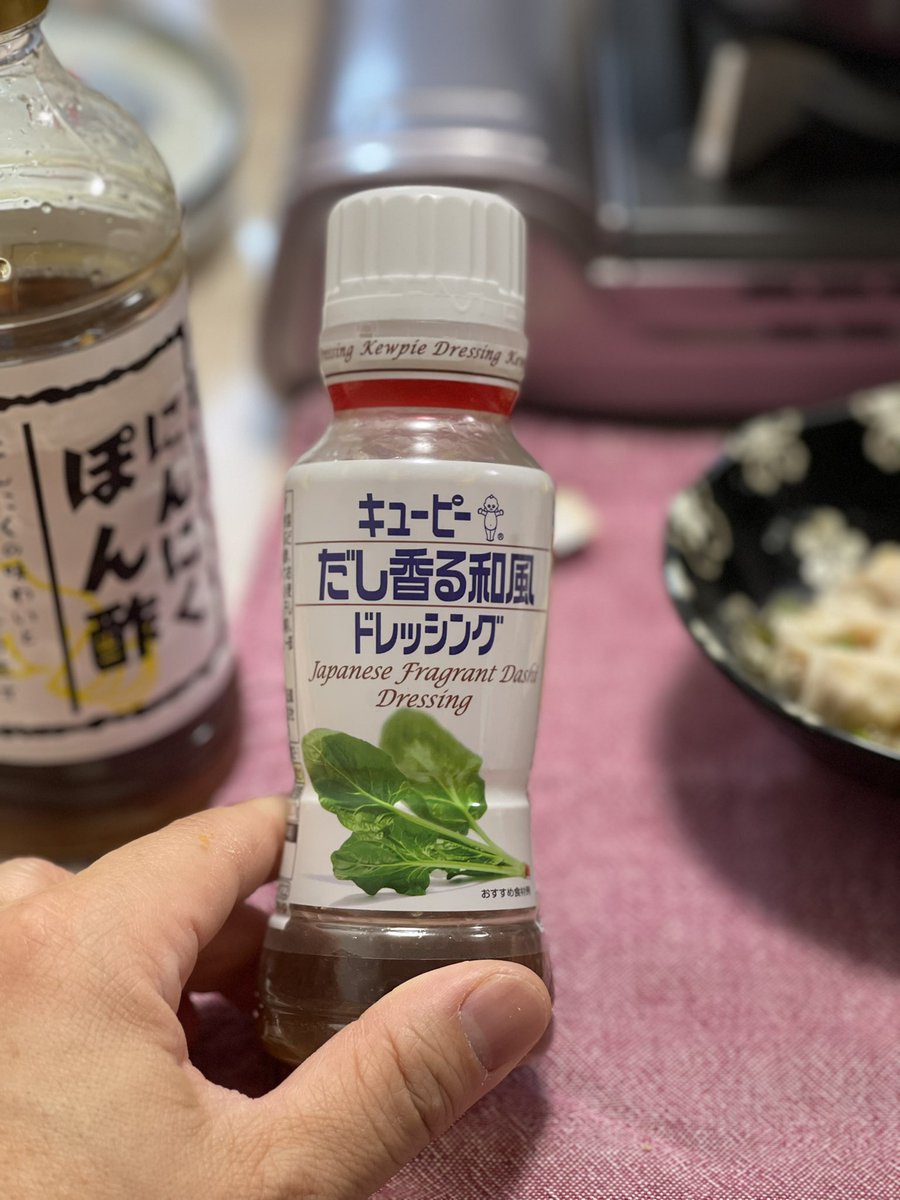 Kewpie Dressing
キユーピー
®
だし香る和風
ドレッシング
Japanese Fragrant Dashi
Dressing
おすすめ食材例
にんにく
ぽん酢